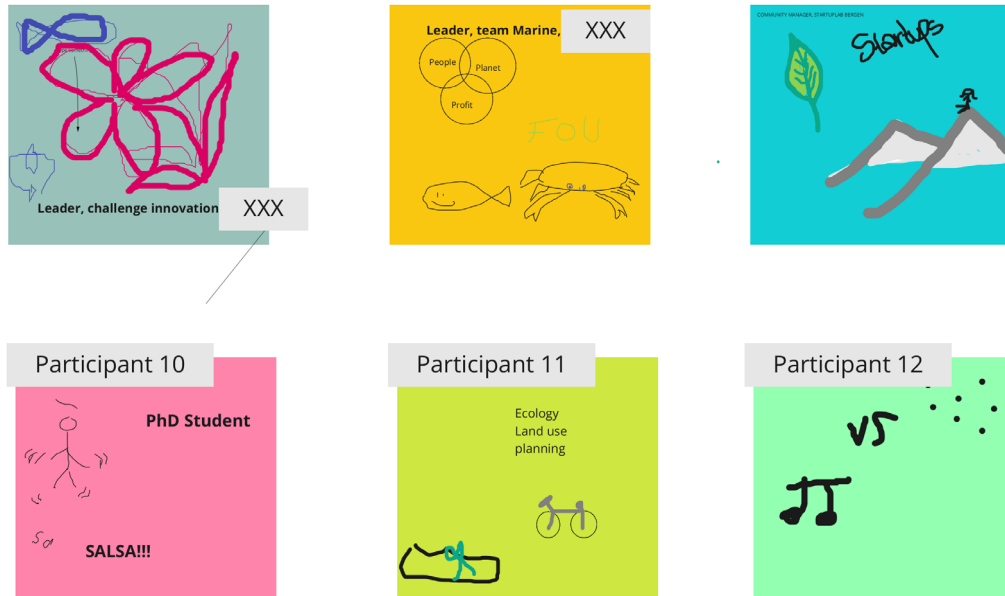 Leader, challenge innovation
XXX
Leader, team Marine,
XXX
People
Planet
Profit
FOU
COMMUNITY MANAGER, STARTUPLAB BERGEN
Startups
Participant 10
PhD Student
Sa
SALSA!!!
Participant 11
Ecology
Land use
planning
Participant 12
VS